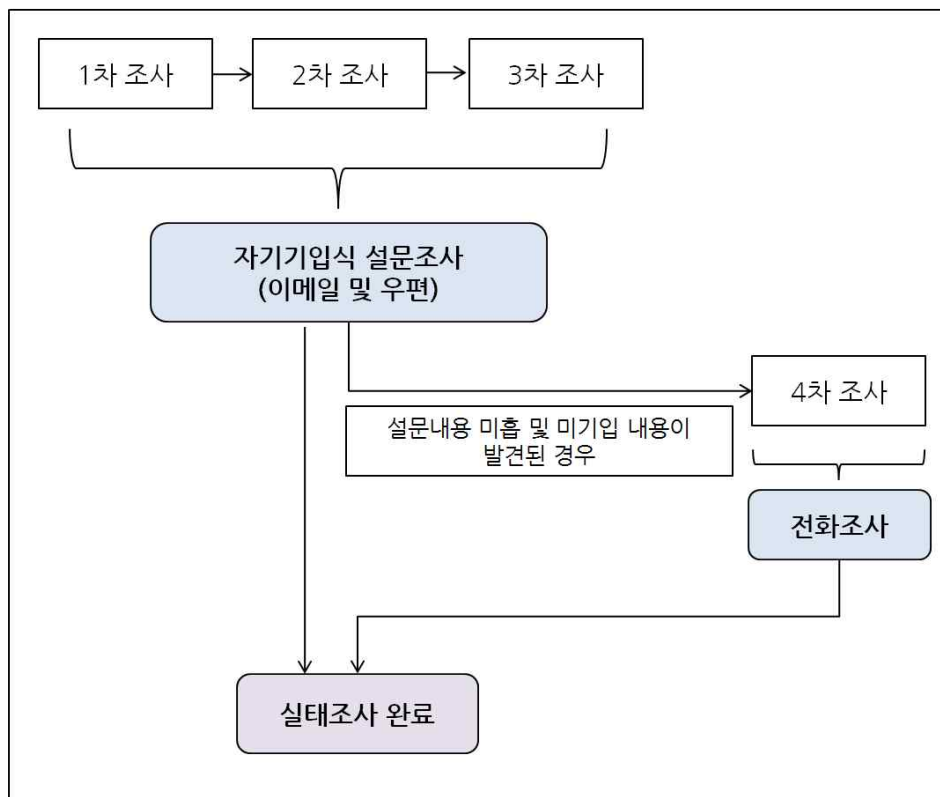 1차 조사
2차 조사
3차 조사
자기기입식 설문조사
(이메일 및 우편)
4차 조사
설문내용 미흡 및 미기입 내용이
발견된 경우
전화조사
실태조사 완료